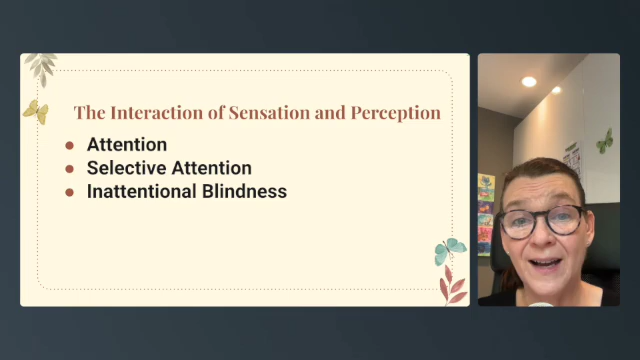 The Interaction of Sensation and Perception
Attention
Selective Attention
Inattentional Blindness